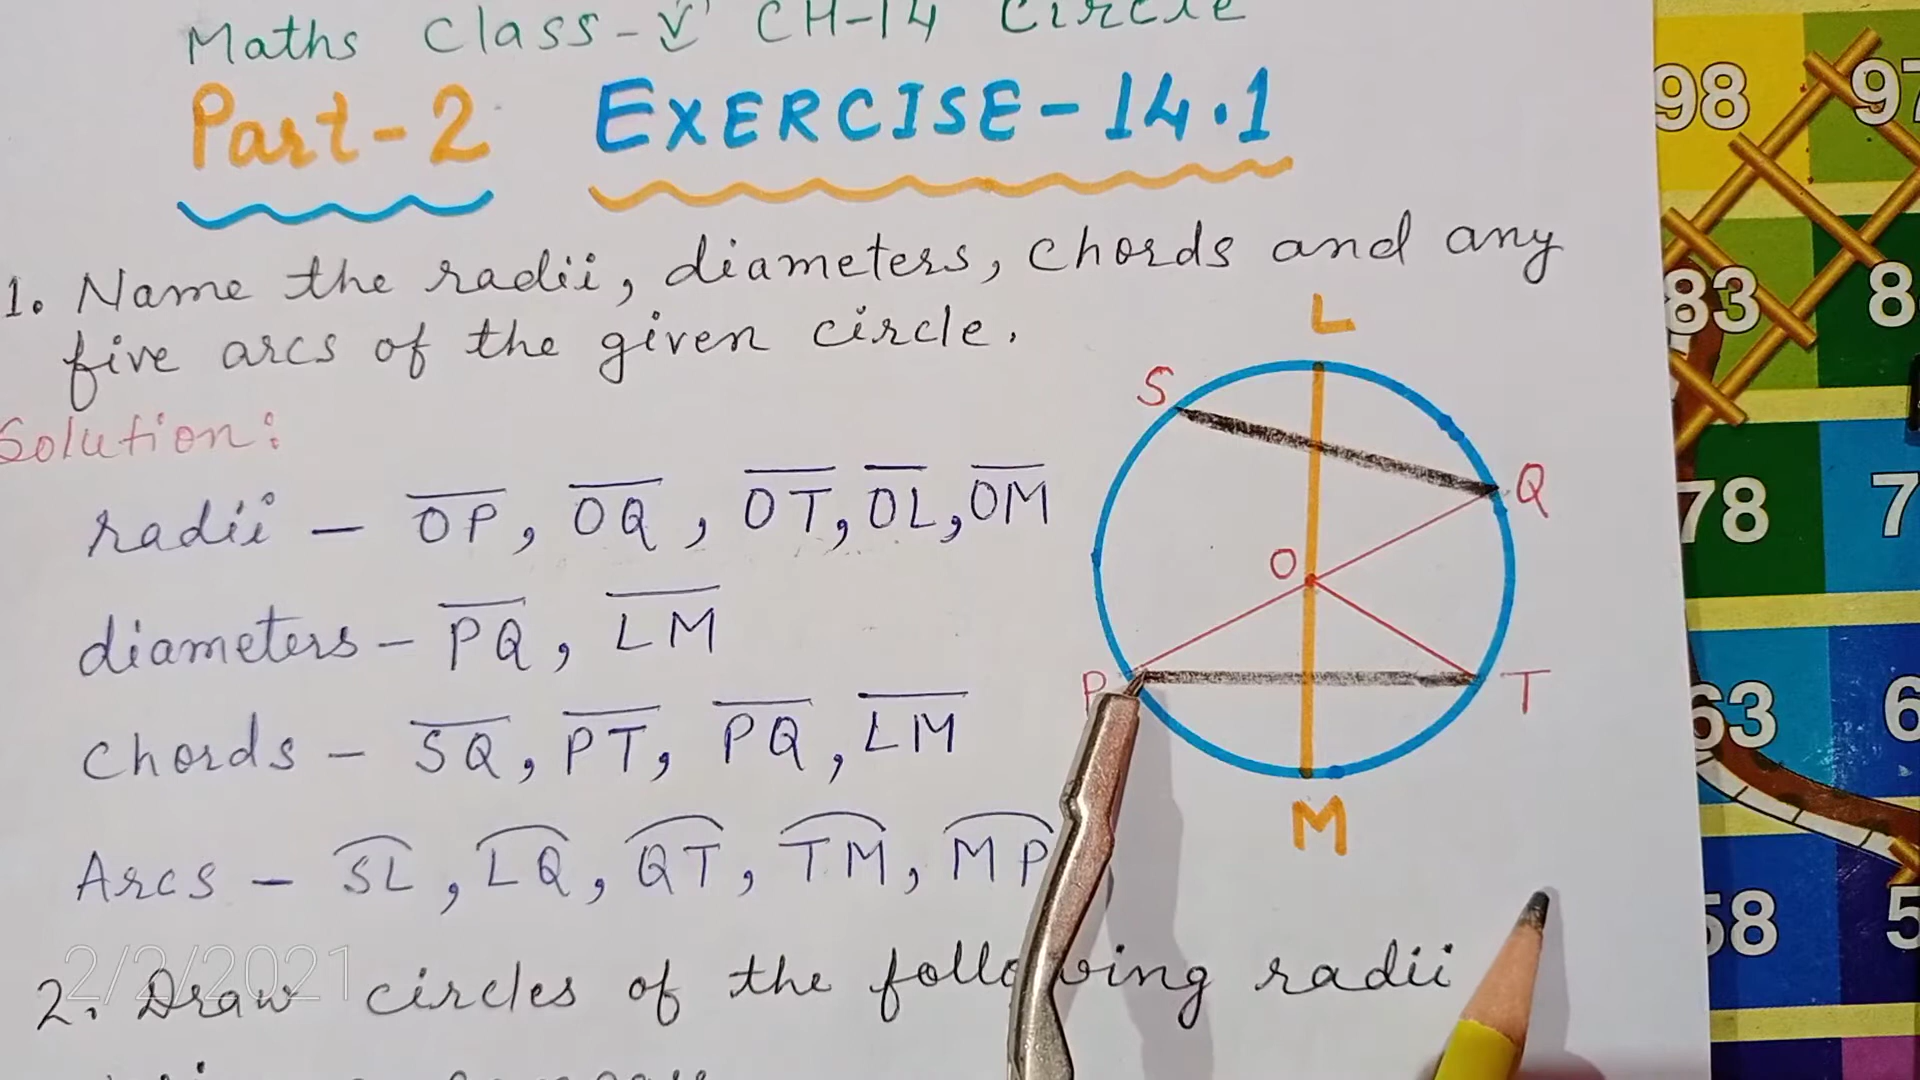 Maths Class-V CH-14 Circle
Part-2 EXERCISE-14.1
1. Name the radii, diameters, chords and any
five arcs of the given circle.
Solution:
radii - OP, OQ, OT, OL, OM
diameters - PQ, LM
chords - SQ, PT, PQ, LM
Arcs - SL, LQ, QT, TM, MP
2/2/2021
2. Draw circles of the following radii
L
S
Q
O
P
T
M
98
97
83
8
78
7
63
6
58
5